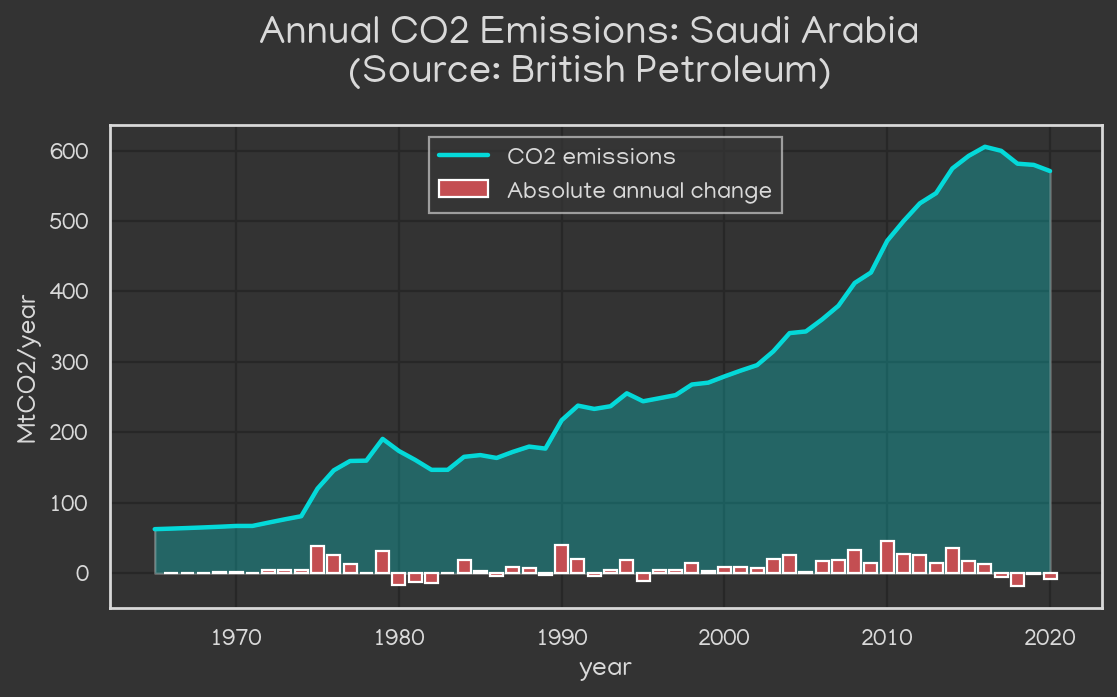 Annual CO2 Emissions: Saudi Arabia
(Source: British Petroleum)
CO2 emissions
Absolute annual change
600
500
400
300
200
100
0
MtCO2/year
1970 1980 1990 2000 2010 2020
year